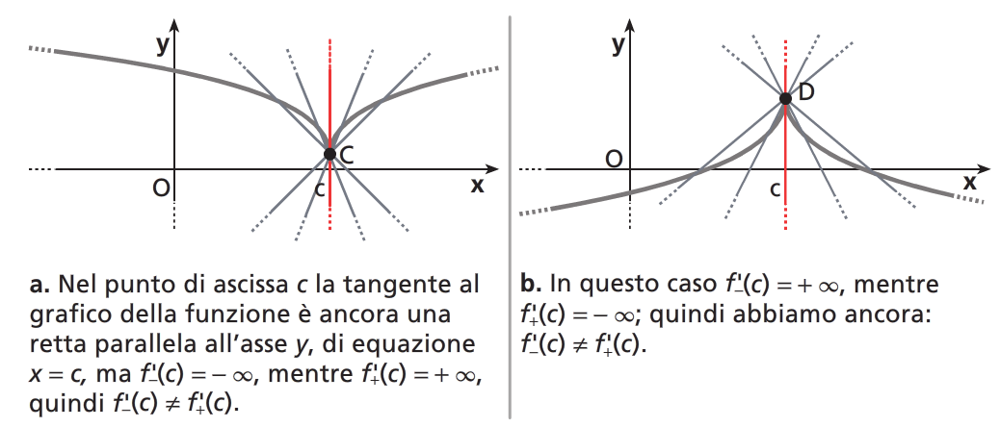 y
C
O
c
x
a. Nel punto di ascissa c la tangente al
grafico della funzione è ancora una
retta parallela all'asse y, di equazione
x = c, ma f'₋(c) = − ∞, mentre f'₊(c) = + ∞,
quindi f'₋(c) ≠ f'₊(c).
y
D
O
c
x
b. In questo caso f'₋(c) = + ∞, mentre
f'₊(c) = − ∞; quindi abbiamo ancora:
f'₋(c) ≠ f'₊(c).